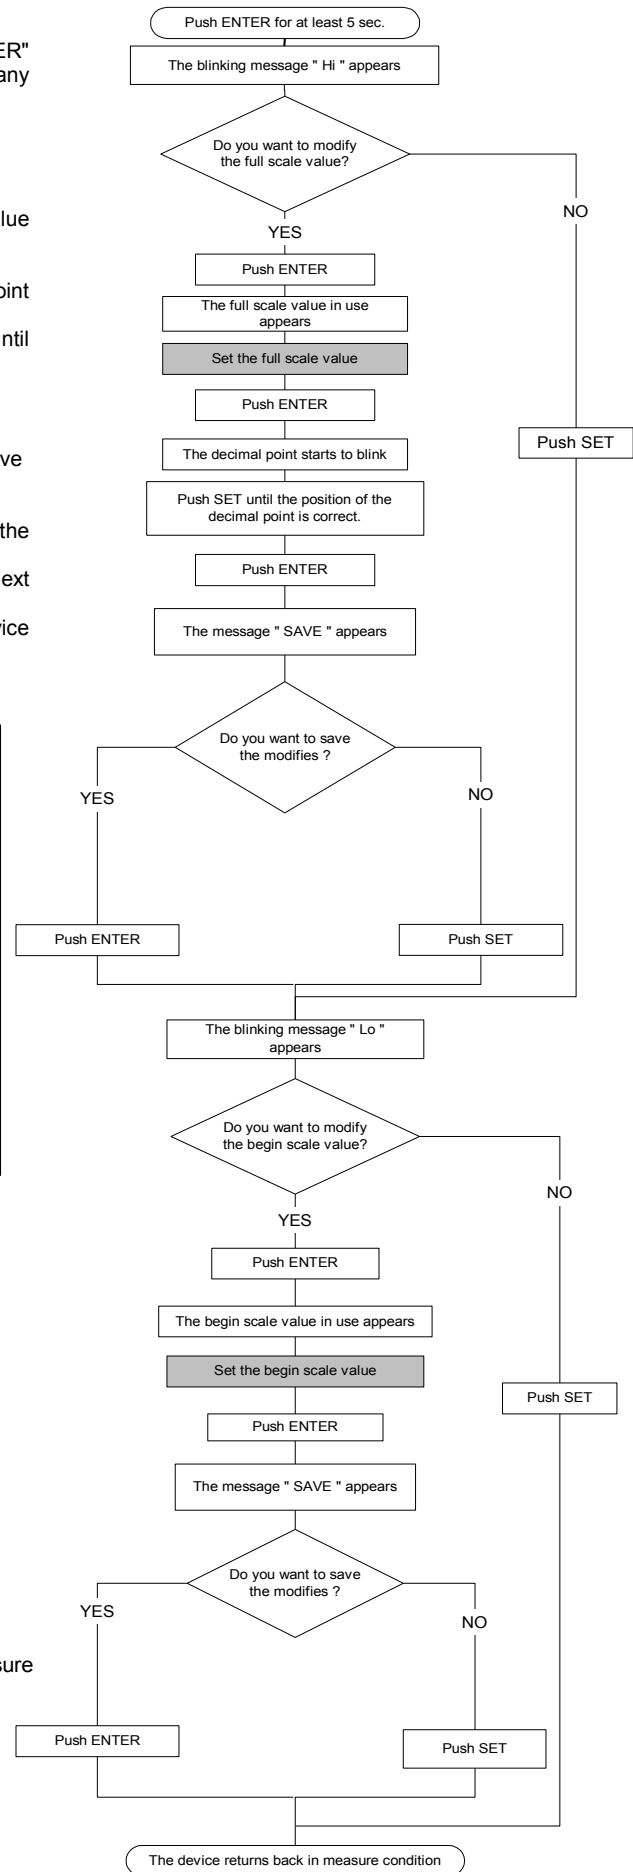 Push ENTER for at least 5 sec.
ER"
The blinking message " Hi " appears
any
Do you want to modify
the full scale value?
NO
lue
YES
Push ENTER
oint
The full scale value in use
appears
ntil
Set the full scale value
Push ENTER
Push SET
The decimal point starts to blink
ve
Push SET until the position of the
decimal point is correct.
the
Push ENTER
ext
The message " SAVE " appears
vice
Do you want to save
the modifies ?
YES
NO
Push ENTER
Push SET
The blinking message " Lo "
appears
Do you want to modify
the begin scale value?
NO
YES
Push ENTER
The begin scale value in use appears
Set the begin scale value
Push SET
Push ENTER
The message " SAVE " appears
Do you want to save
the modifies ?
YES
NO
sure
Push ENTER
Push SET
The device returns back in measure condition